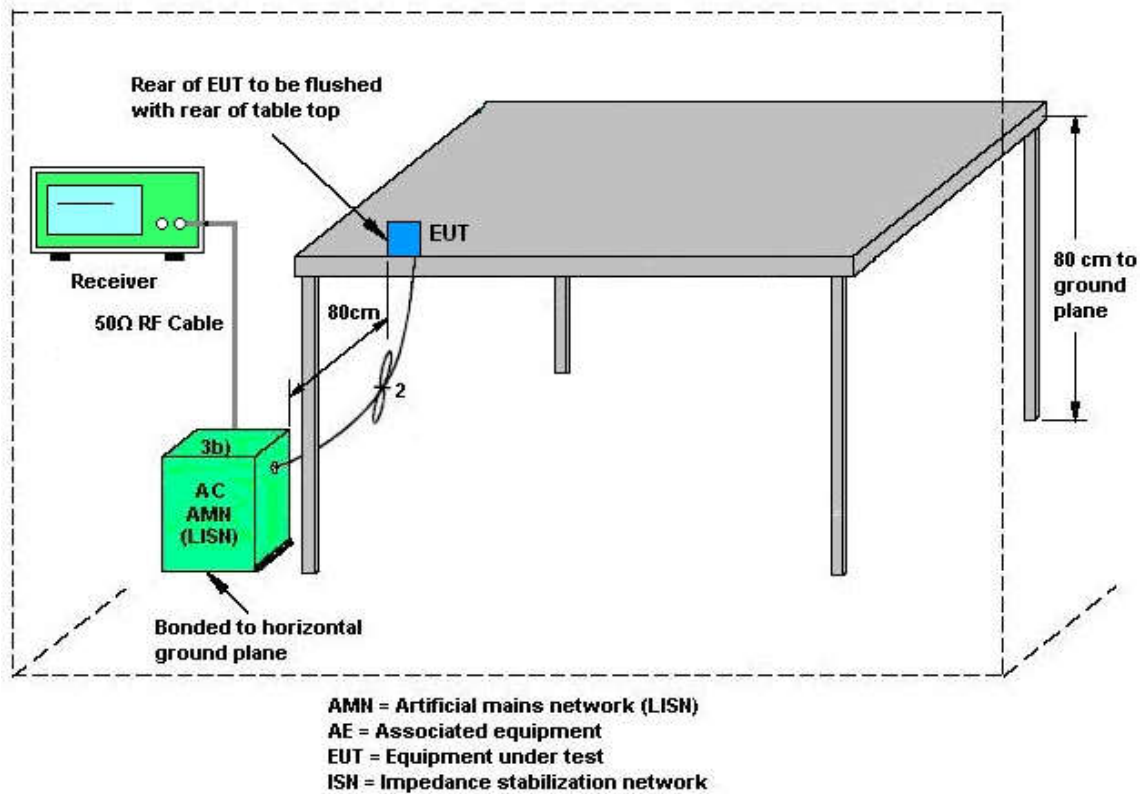 Rear of EUT to be flushed
with rear of table top
EUT
Receiver
80cm
80 cm to
ground
plane
50Ω RF Cable
2
3b)
AC
AMN
(LISN)
Bonded to horizontal
ground plane
AMN = Artificial mains network (LISN)
AE = Associated equipment
EUT = Equipment under test
ISN = Impedance stabilization network